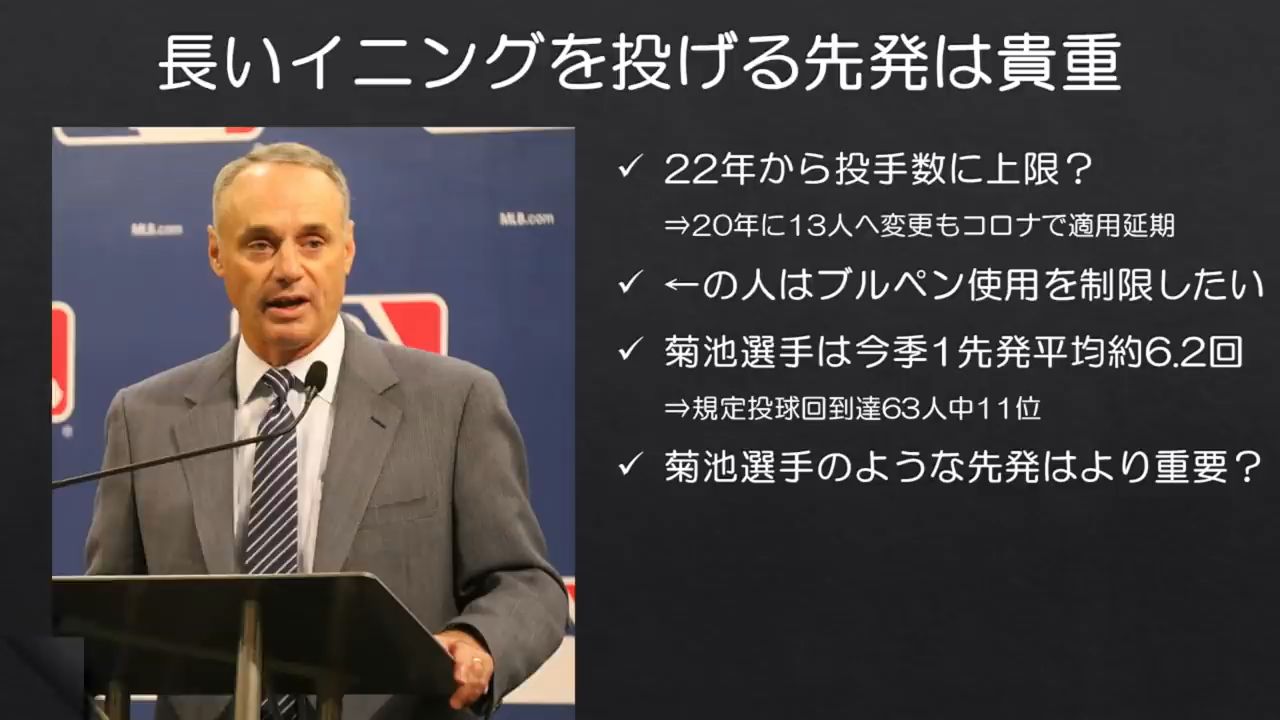 長いイニングを投げる先発は貴重
✓ 22年から投手数に上限？
⇒20年に13人へ変更もコロナで適用延期
✓ ←の人はブルペン使用を制限したい
✓ 菊池選手は今季1先発平均約6.2回
⇒規定投球回到達63人中11位
✓ 菊池選手のような先発はより重要？
MLB.com
MLB.com